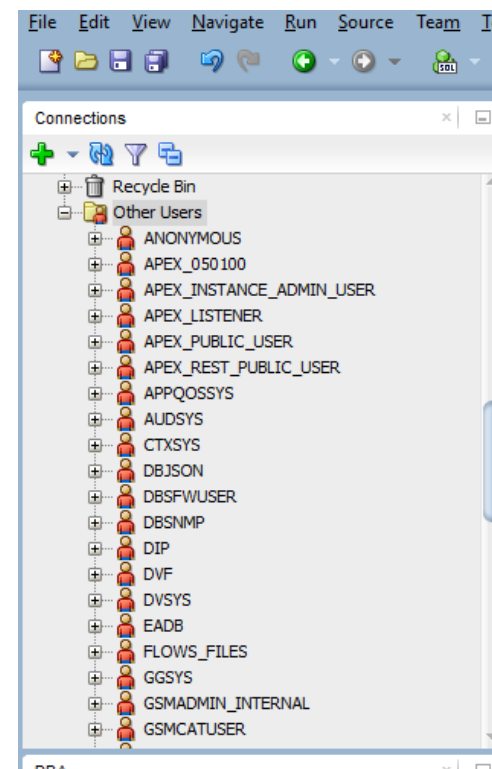 File Edit View Navigate Run Source Team
SQL
Connections
Recycle Bin
Other Users
ANONYMOUS
APEX_050100
APEX_INSTANCE_ADMIN_USER
APEX_LISTENER
APEX_PUBLIC_USER
APEX_REST_PUBLIC_USER
APPQOSSYS
AUDSYS
CTXSYS
DBJSON
DBSFWUSER
DBSNMP
DIP
DVF
DVSYS
EADB
FLOWS_FILES
GGSYS
GSMADMIN_INTERNAL
GSMCATUSER